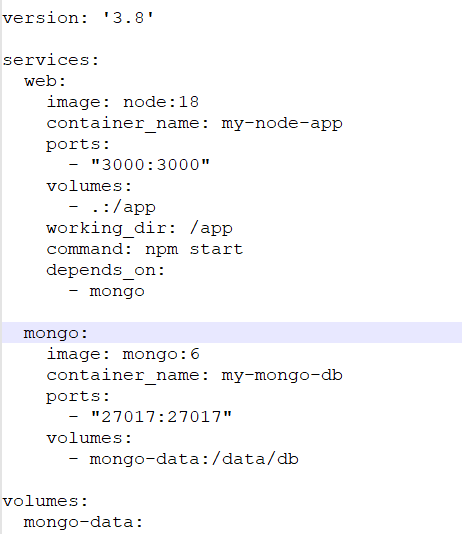 version: '3.8'

services:
  web:
    image: node:18
    container_name: my-node-app
    ports:
      - "3000:3000"
    volumes:
      - .:/app
    working_dir: /app
    command: npm start
    depends_on:
      - mongo

  mongo:
    image: mongo:6
    container_name: my-mongo-db
    ports:
      - "27017:27017"
    volumes:
      - mongo-data:/data/db

volumes:
  mongo-data: